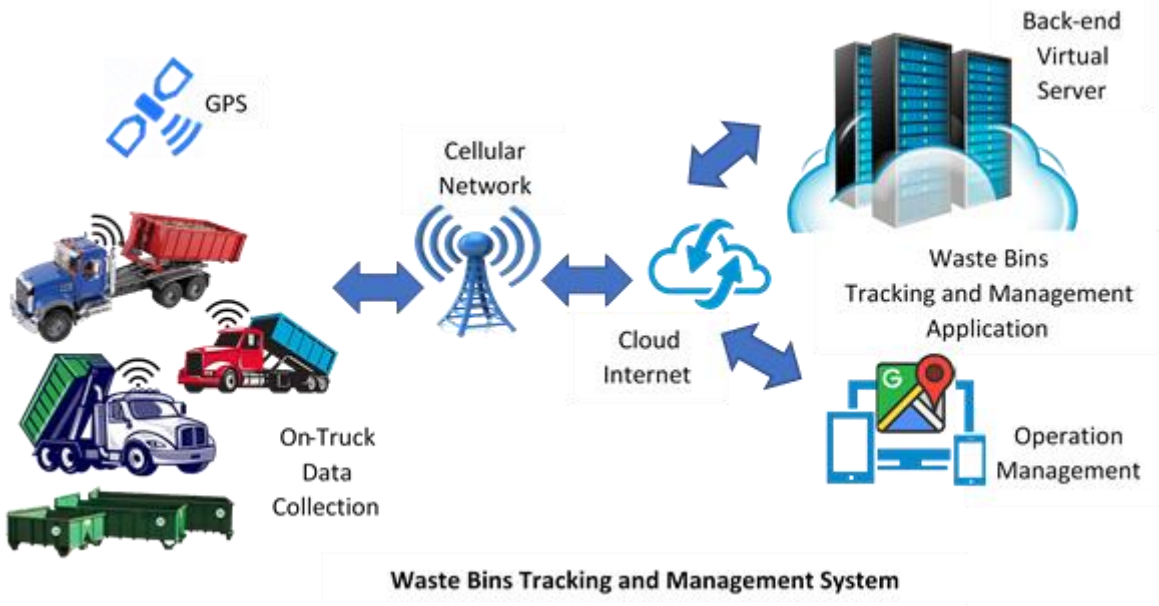 GPS
Cellular
Network
Back-end
Virtual
Server
Cloud
Internet
Waste Bins
Tracking and Management
Application
On-Truck
Data
Collection
G
Operation
Management
Waste Bins Tracking and Management System